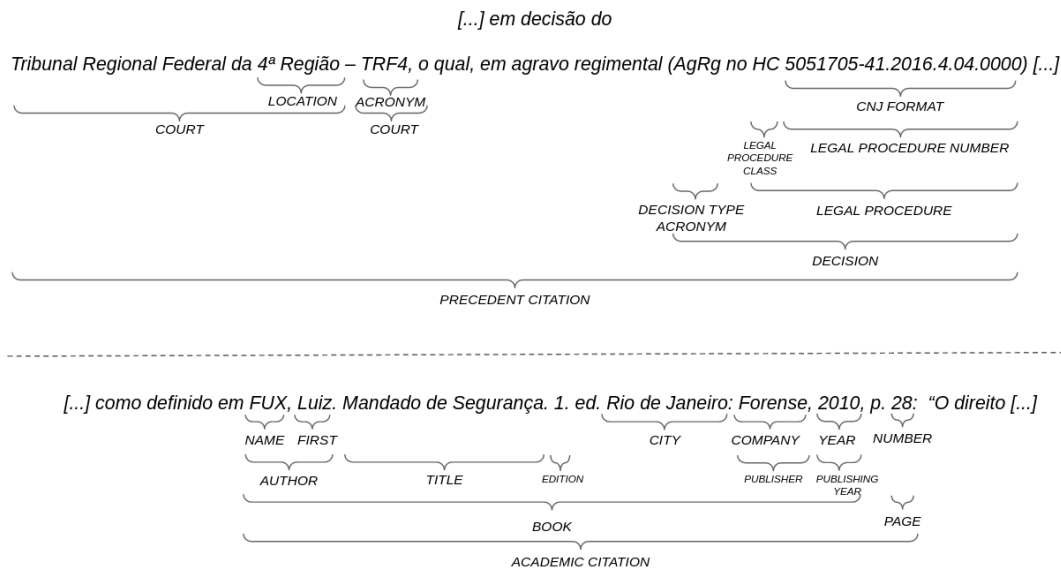 [...] em decisão do
Tribunal Regional Federal da 4ª Região – TRF4, o qual, em agravo regimental (AgRg no HC 5051705-41.2016.4.04.0000) [...]
LOCATION ACRONYM CNJ FORMAT
COURT COURT
LEGAL PROCEDURE CLASS LEGAL PROCEDURE NUMBER
DECISION TYPE ACRONYM LEGAL PROCEDURE
DECISION
PRECEDENT CITATION
[...] como definido em FUX, Luiz. Mandado de Segurança. 1. ed. Rio de Janeiro: Forense, 2010, p. 28: “O direito [...]
NAME FIRST CITY COMPANY YEAR NUMBER
AUTHOR TITLE EDITION PUBLISHER PUBLISHING YEAR
BOOK PAGE
ACADEMIC CITATION